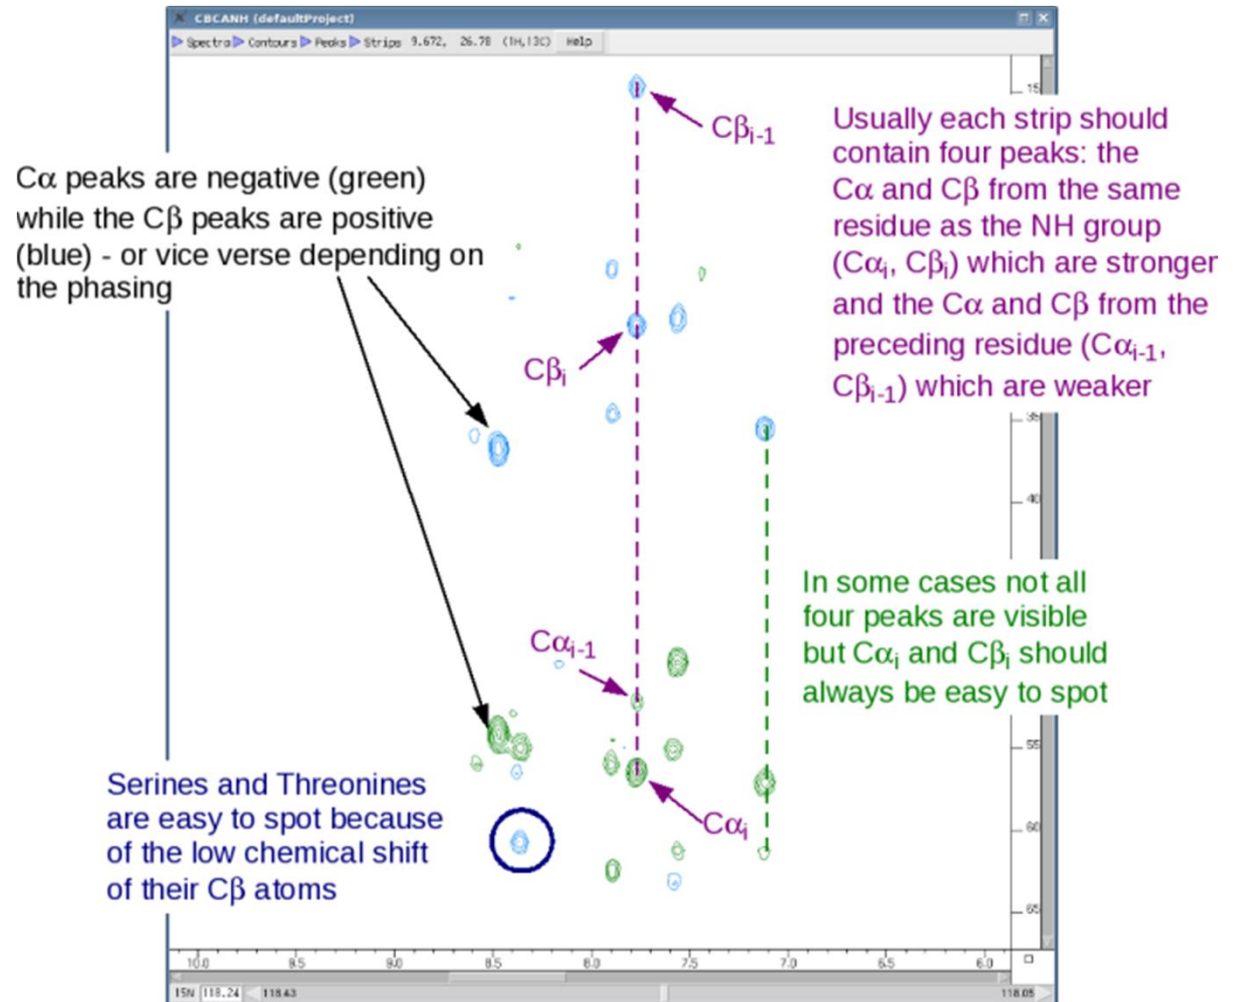 CBCANH (defaultProject)
Spectra Contours Peaks Strips 9.672, 26.78 (1H,13C) Help
15
Cβi-1
Usually each strip should
contain four peaks: the
Cα and Cβ from the same
residue as the NH group
(Cαi, Cβi) which are stronger
and the Cα and Cβ from the
preceding residue (Cαi-1,
Cβi-1) which are weaker
Cα peaks are negative (green)
while the Cβ peaks are positive
(blue) - or vice verse depending on
the phasing
Cβi
35
40
In some cases not all
four peaks are visible
but Cαi and Cβi should
always be easy to spot
Cαi-1
55
Serines and Threonines
are easy to spot because
of the low chemical shift
of their Cβ atoms
Cαi
60
65
10.0 9.5 9.0 8.5 8.0 7.5 7.0 6.5 6.0
15N 118.24 118.43 118.05